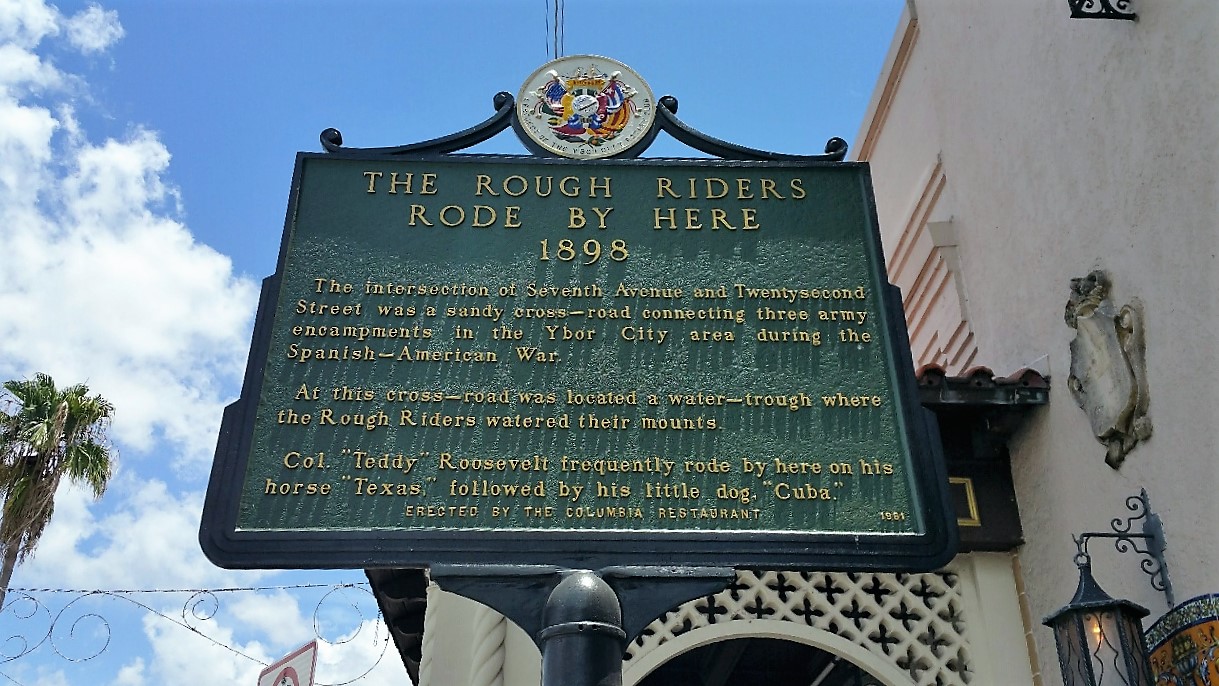 THE ROUGH RIDERS
RODE BY HERE
1898
The intersection of Seventh Avenue and Twentysecond
Street was a sandy cross-road connecting three army
encampments in the Ybor City area during the
Spanish-American War.
At this cross-road was located a water-trough where
the Rough Riders watered their mounts.
Col. "Teddy" Roosevelt frequently rode by here on his
horse "Texas," followed by his little dog, "Cuba."
ERECTED BY THE COLUMBIA RESTAURANT
1981